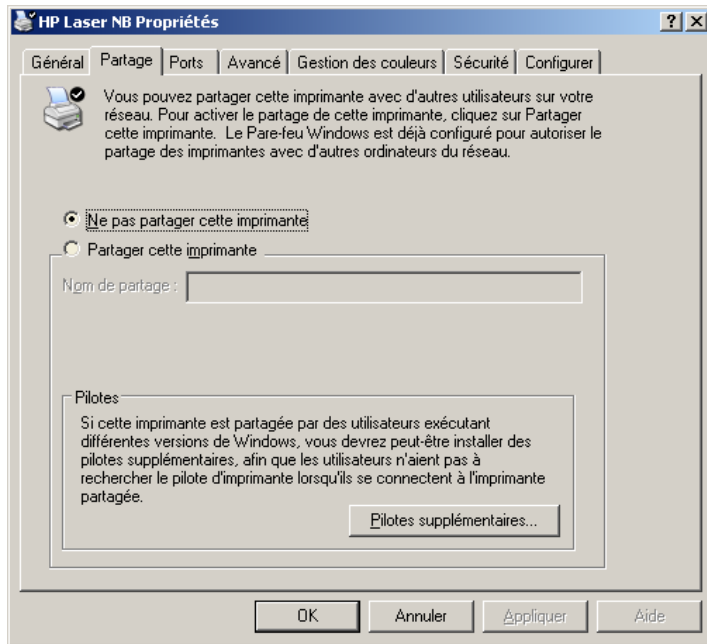 HP Laser NB Propriétés
Général Partage Ports Avancé Gestion des couleurs Sécurité Configurer
Vous pouvez partager cette imprimante avec d'autres utilisateurs sur votre
réseau. Pour activer le partage de cette imprimante, cliquez sur Partager
cette imprimante. Le Pare-feu Windows est déjà configuré pour autoriser le
partage des imprimantes avec d'autres ordinateurs du réseau.
Ne pas partager cette imprimante
Partager cette imprimante
Nom de partage :
Pilotes
Si cette imprimante est partagée par des utilisateurs exécutant
différentes versions de Windows, vous devrez peut-être installer des
pilotes supplémentaires, afin que les utilisateurs n'aient pas à
rechercher le pilote d'imprimante lorsqu'ils se connectent à l'imprimante
partagée.
Pilotes supplémentaires...
OK Annuler Appliquer Aide